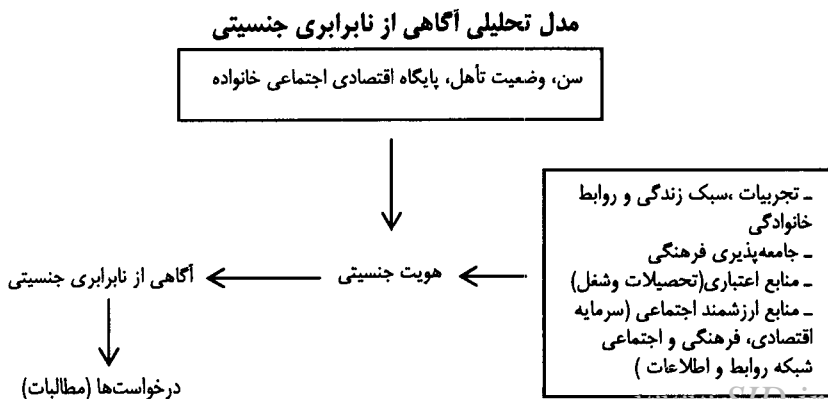 مدل تحلیلی آگاهی از نابرابری جنسیتی
سن، وضعیت تأهل، پایگاه اقتصادی اجتماعی خانواده
ـ تجربیات ،سبک زندگی و روابط
خانوادگی
ـ جامعه‌پذیری فرهنگی
ـ منابع اعتباری(تحصیلات وشغل)
ـ منابع ارزشمند اجتماعی (سرمایه
اقتصادی، فرهنگی و اجتماعی
شبکه روابط و اطلاعات )
هویت جنسیتی
آگاهی از نابرابری جنسیتی
درخواست‌ها (مطالبات)